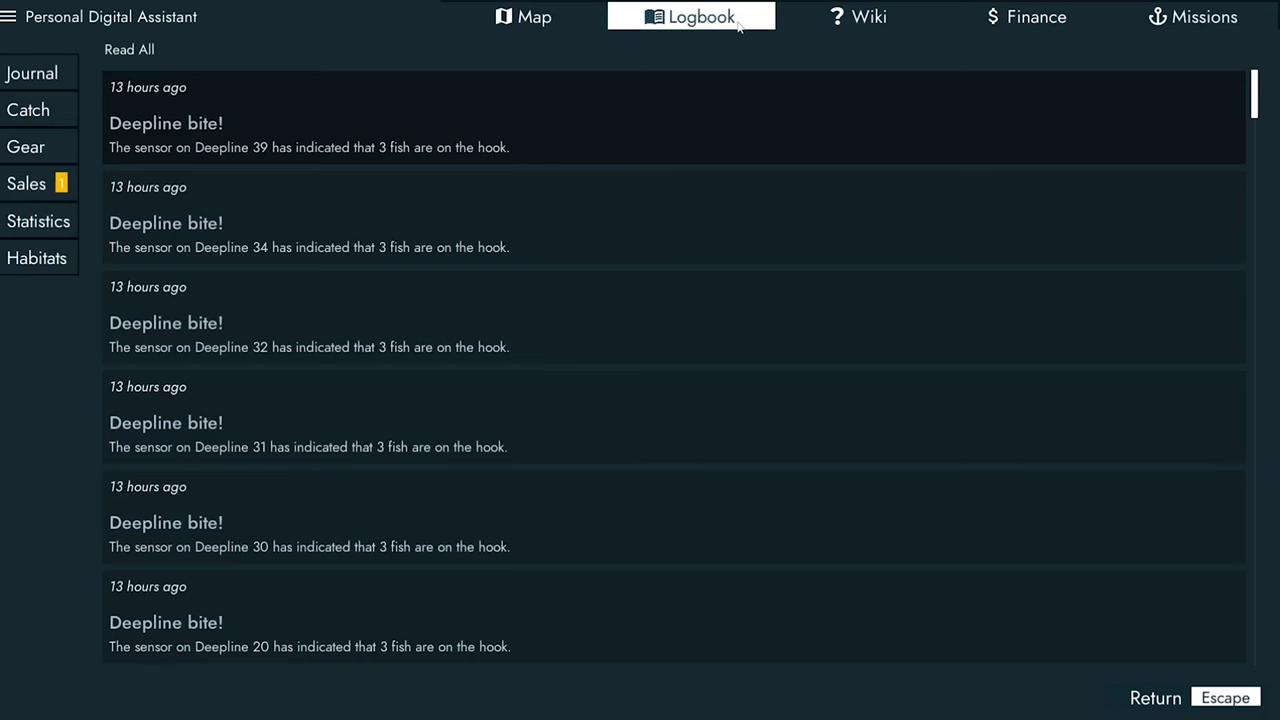 Personal Digital Assistant
Map
Logbook
? Wiki
$ Finance
Missions
Read All
Journal
Catch
Gear
Sales 1
Statistics
Habitats
13 hours ago
Deepline bite!
The sensor on Deepline 39 has indicated that 3 fish are on the hook.
13 hours ago
Deepline bite!
The sensor on Deepline 34 has indicated that 3 fish are on the hook.
13 hours ago
Deepline bite!
The sensor on Deepline 32 has indicated that 3 fish are on the hook.
13 hours ago
Deepline bite!
The sensor on Deepline 31 has indicated that 3 fish are on the hook.
13 hours ago
Deepline bite!
The sensor on Deepline 30 has indicated that 3 fish are on the hook.
13 hours ago
Deepline bite!
The sensor on Deepline 20 has indicated that 3 fish are on the hook.
Return Escape